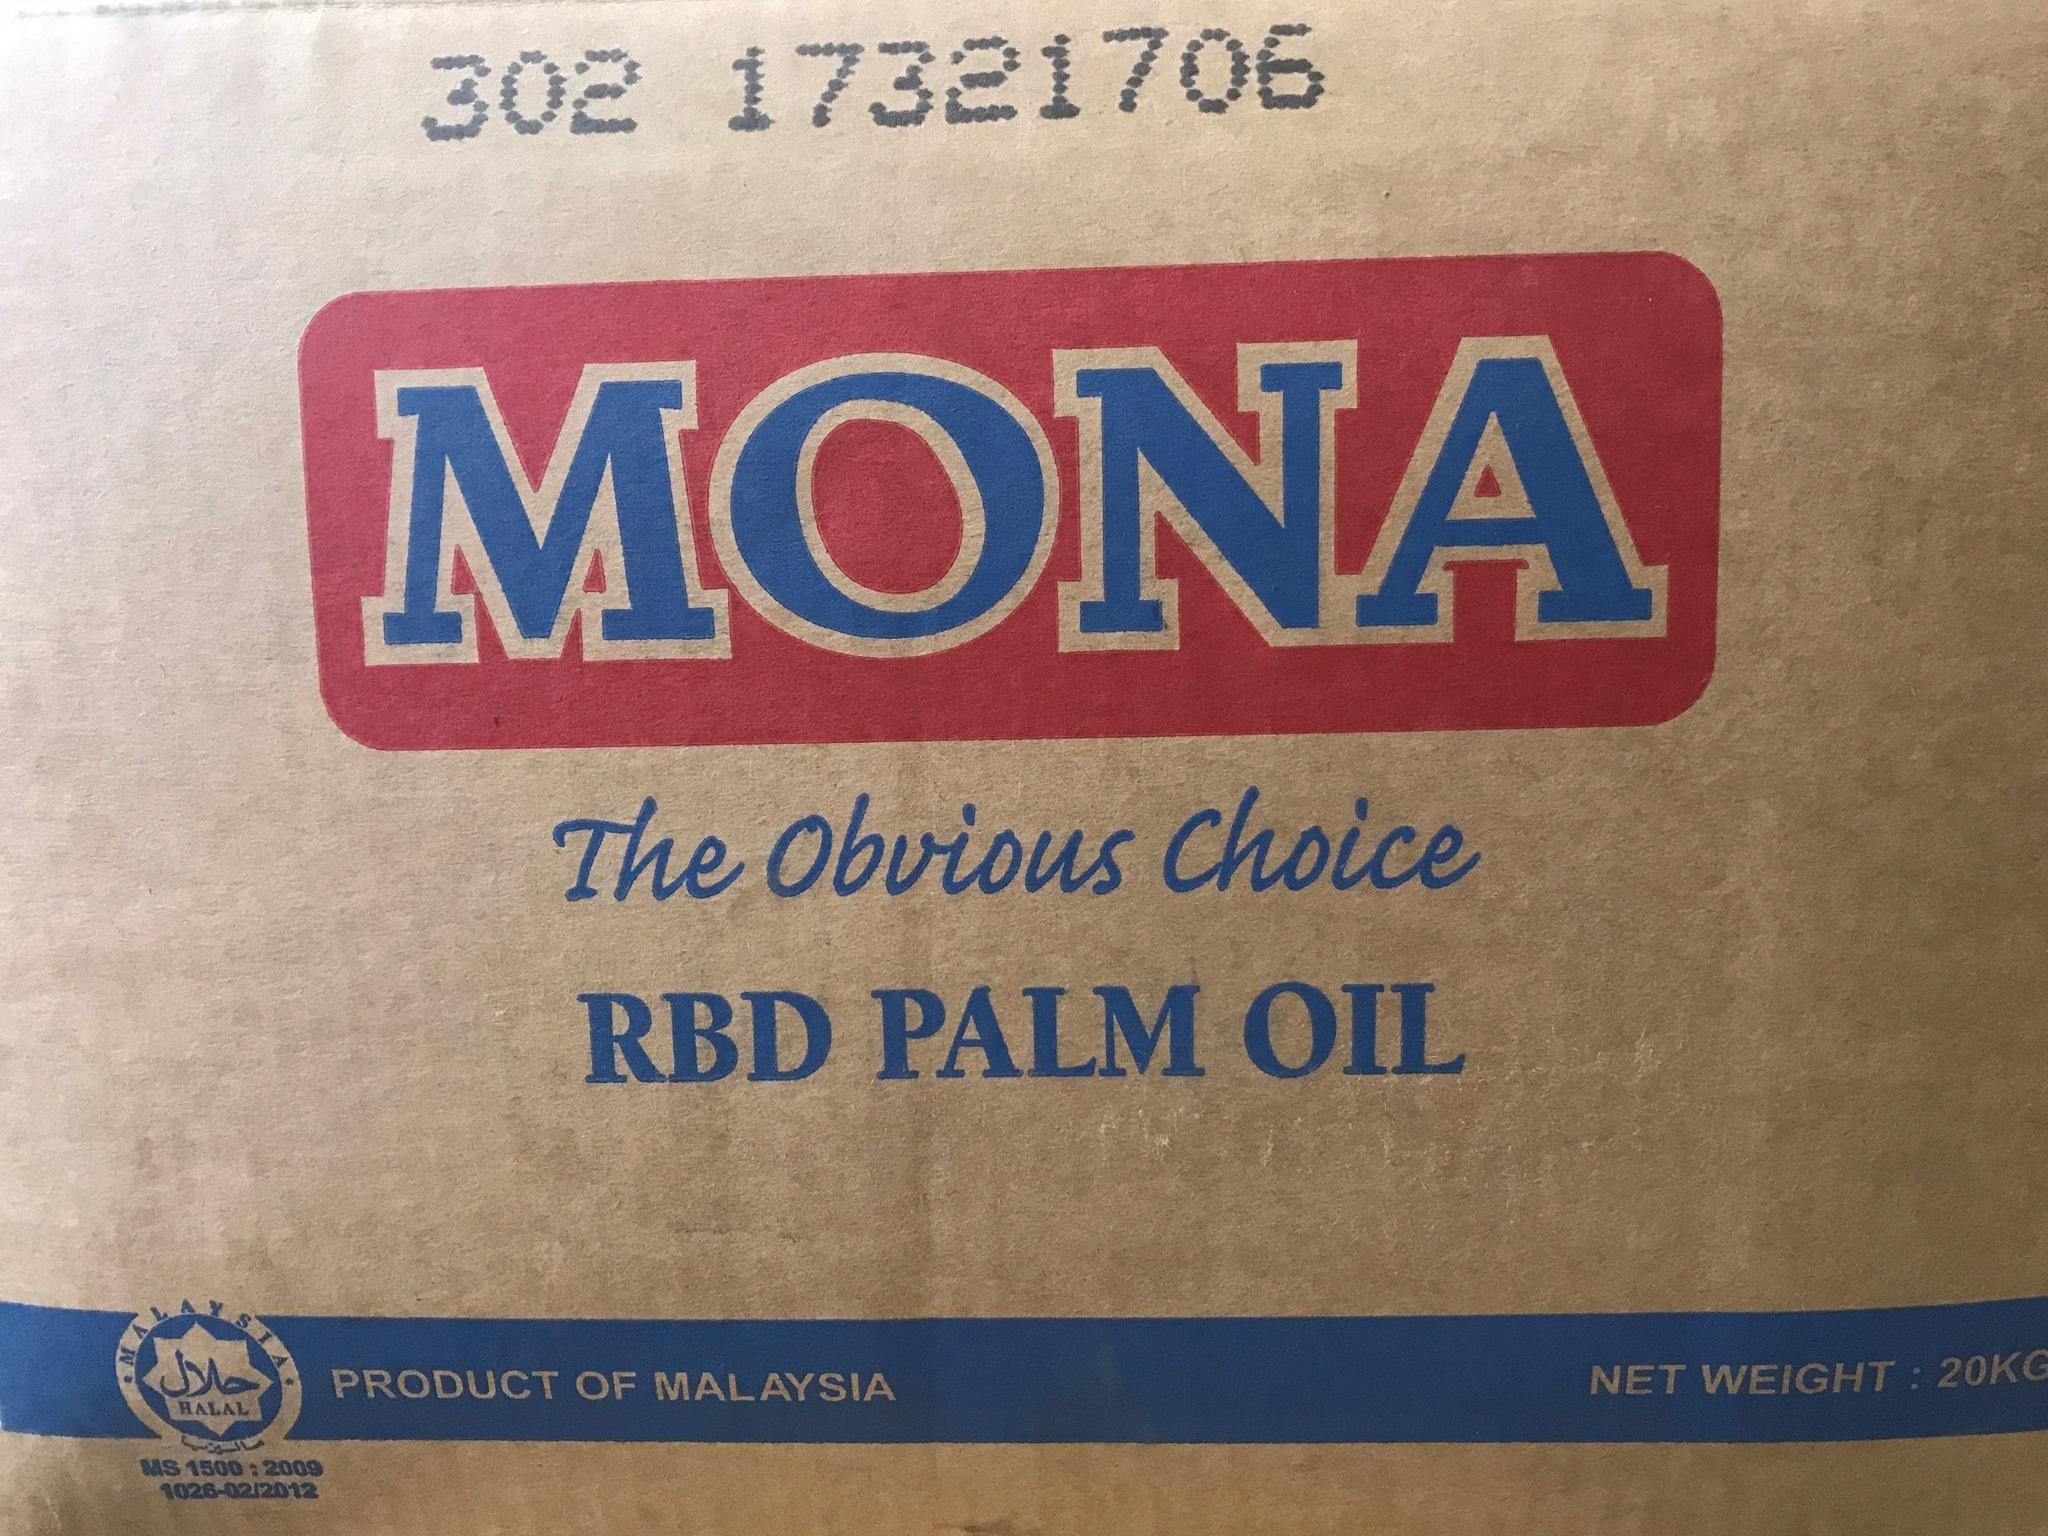 302 17321706
MONA
The Obvious Choice
RBD PALM OIL
MALAYSIA
حلال
HALAL
ماليزيا
PRODUCT OF MALAYSIA
NET WEIGHT : 20KG
MS 1500 : 2009
1026-02/2012